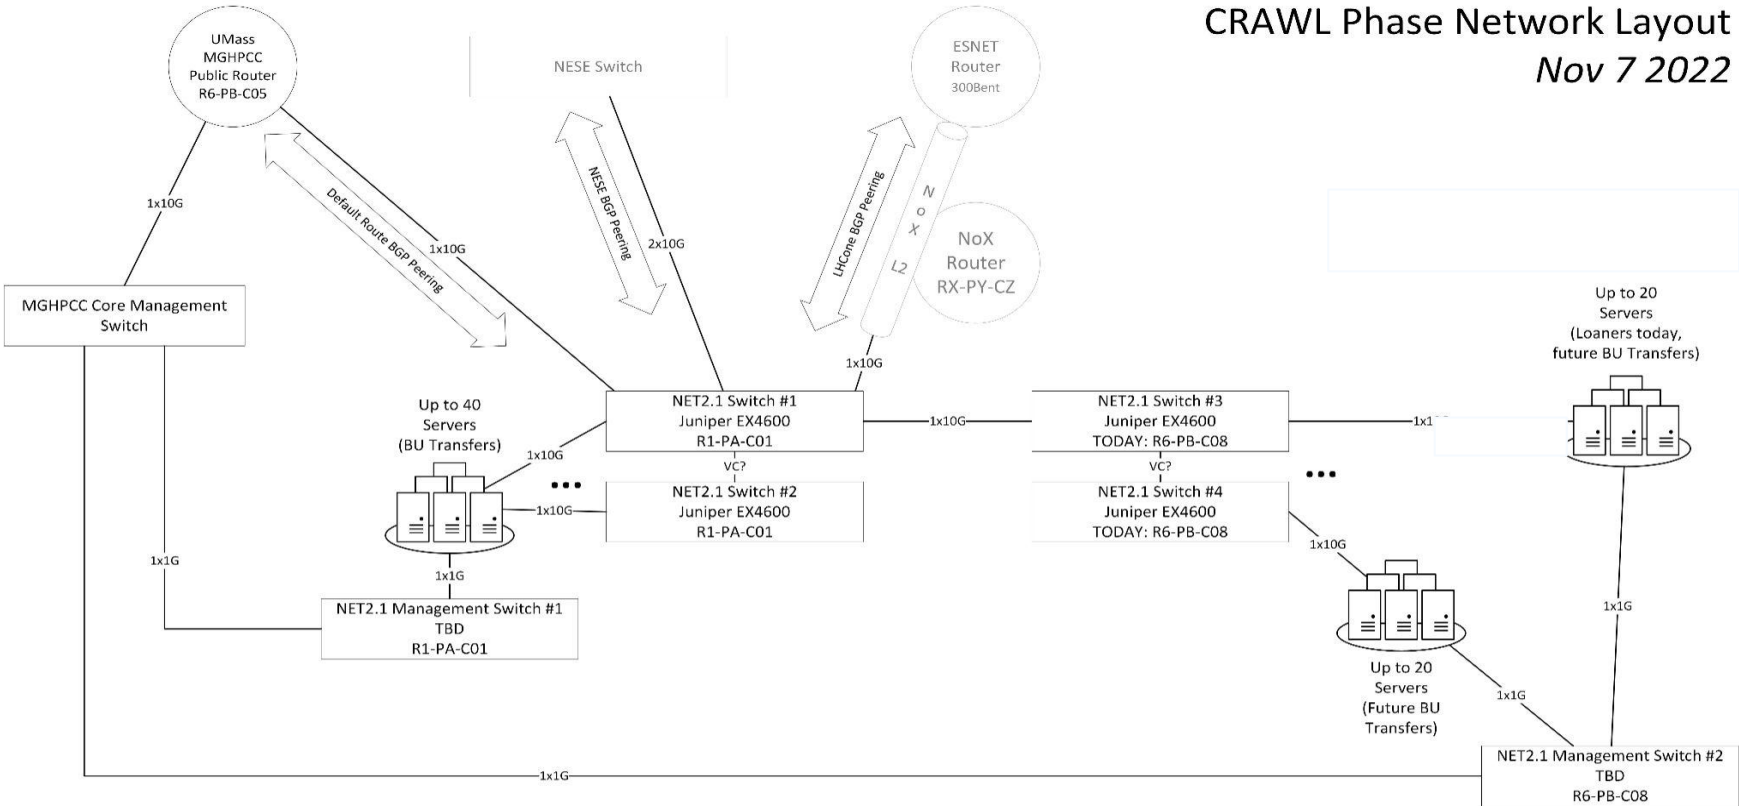 CRAWL Phase Network Layout
Nov 7 2022
UMass
MGHPCC
Public Router
R6-PB-C05
NESE Switch
ESNET
Router
300Bent
1x10G
Default Route BGP Peering
1x10G
NESE BGP Peering
2x10G
LHCone BGP Peering
NoX L2
NoX
Router
RX-PY-CZ
1x10G
MGHPCC Core Management
Switch
Up to 20
Servers
(Loaners today,
future BU Transfers)
Up to 40
Servers
(BU Transfers)
1x10G
NET2.1 Switch #1
Juniper EX4600
R1-PA-C01
1x10G
NET2.1 Switch #3
Juniper EX4600
TODAY: R6-PB-C08
1x1
VC?
VC?
...
...
1x10G
NET2.1 Switch #2
Juniper EX4600
R1-PA-C01
NET2.1 Switch #4
Juniper EX4600
TODAY: R6-PB-C08
1x10G
1x1G
1x1G
NET2.1 Management Switch #1
TBD
R1-PA-C01
1x1G
Up to 20
Servers
(Future BU
Transfers)
1x1G
1x1G
NET2.1 Management Switch #2
TBD
R6-PB-C08